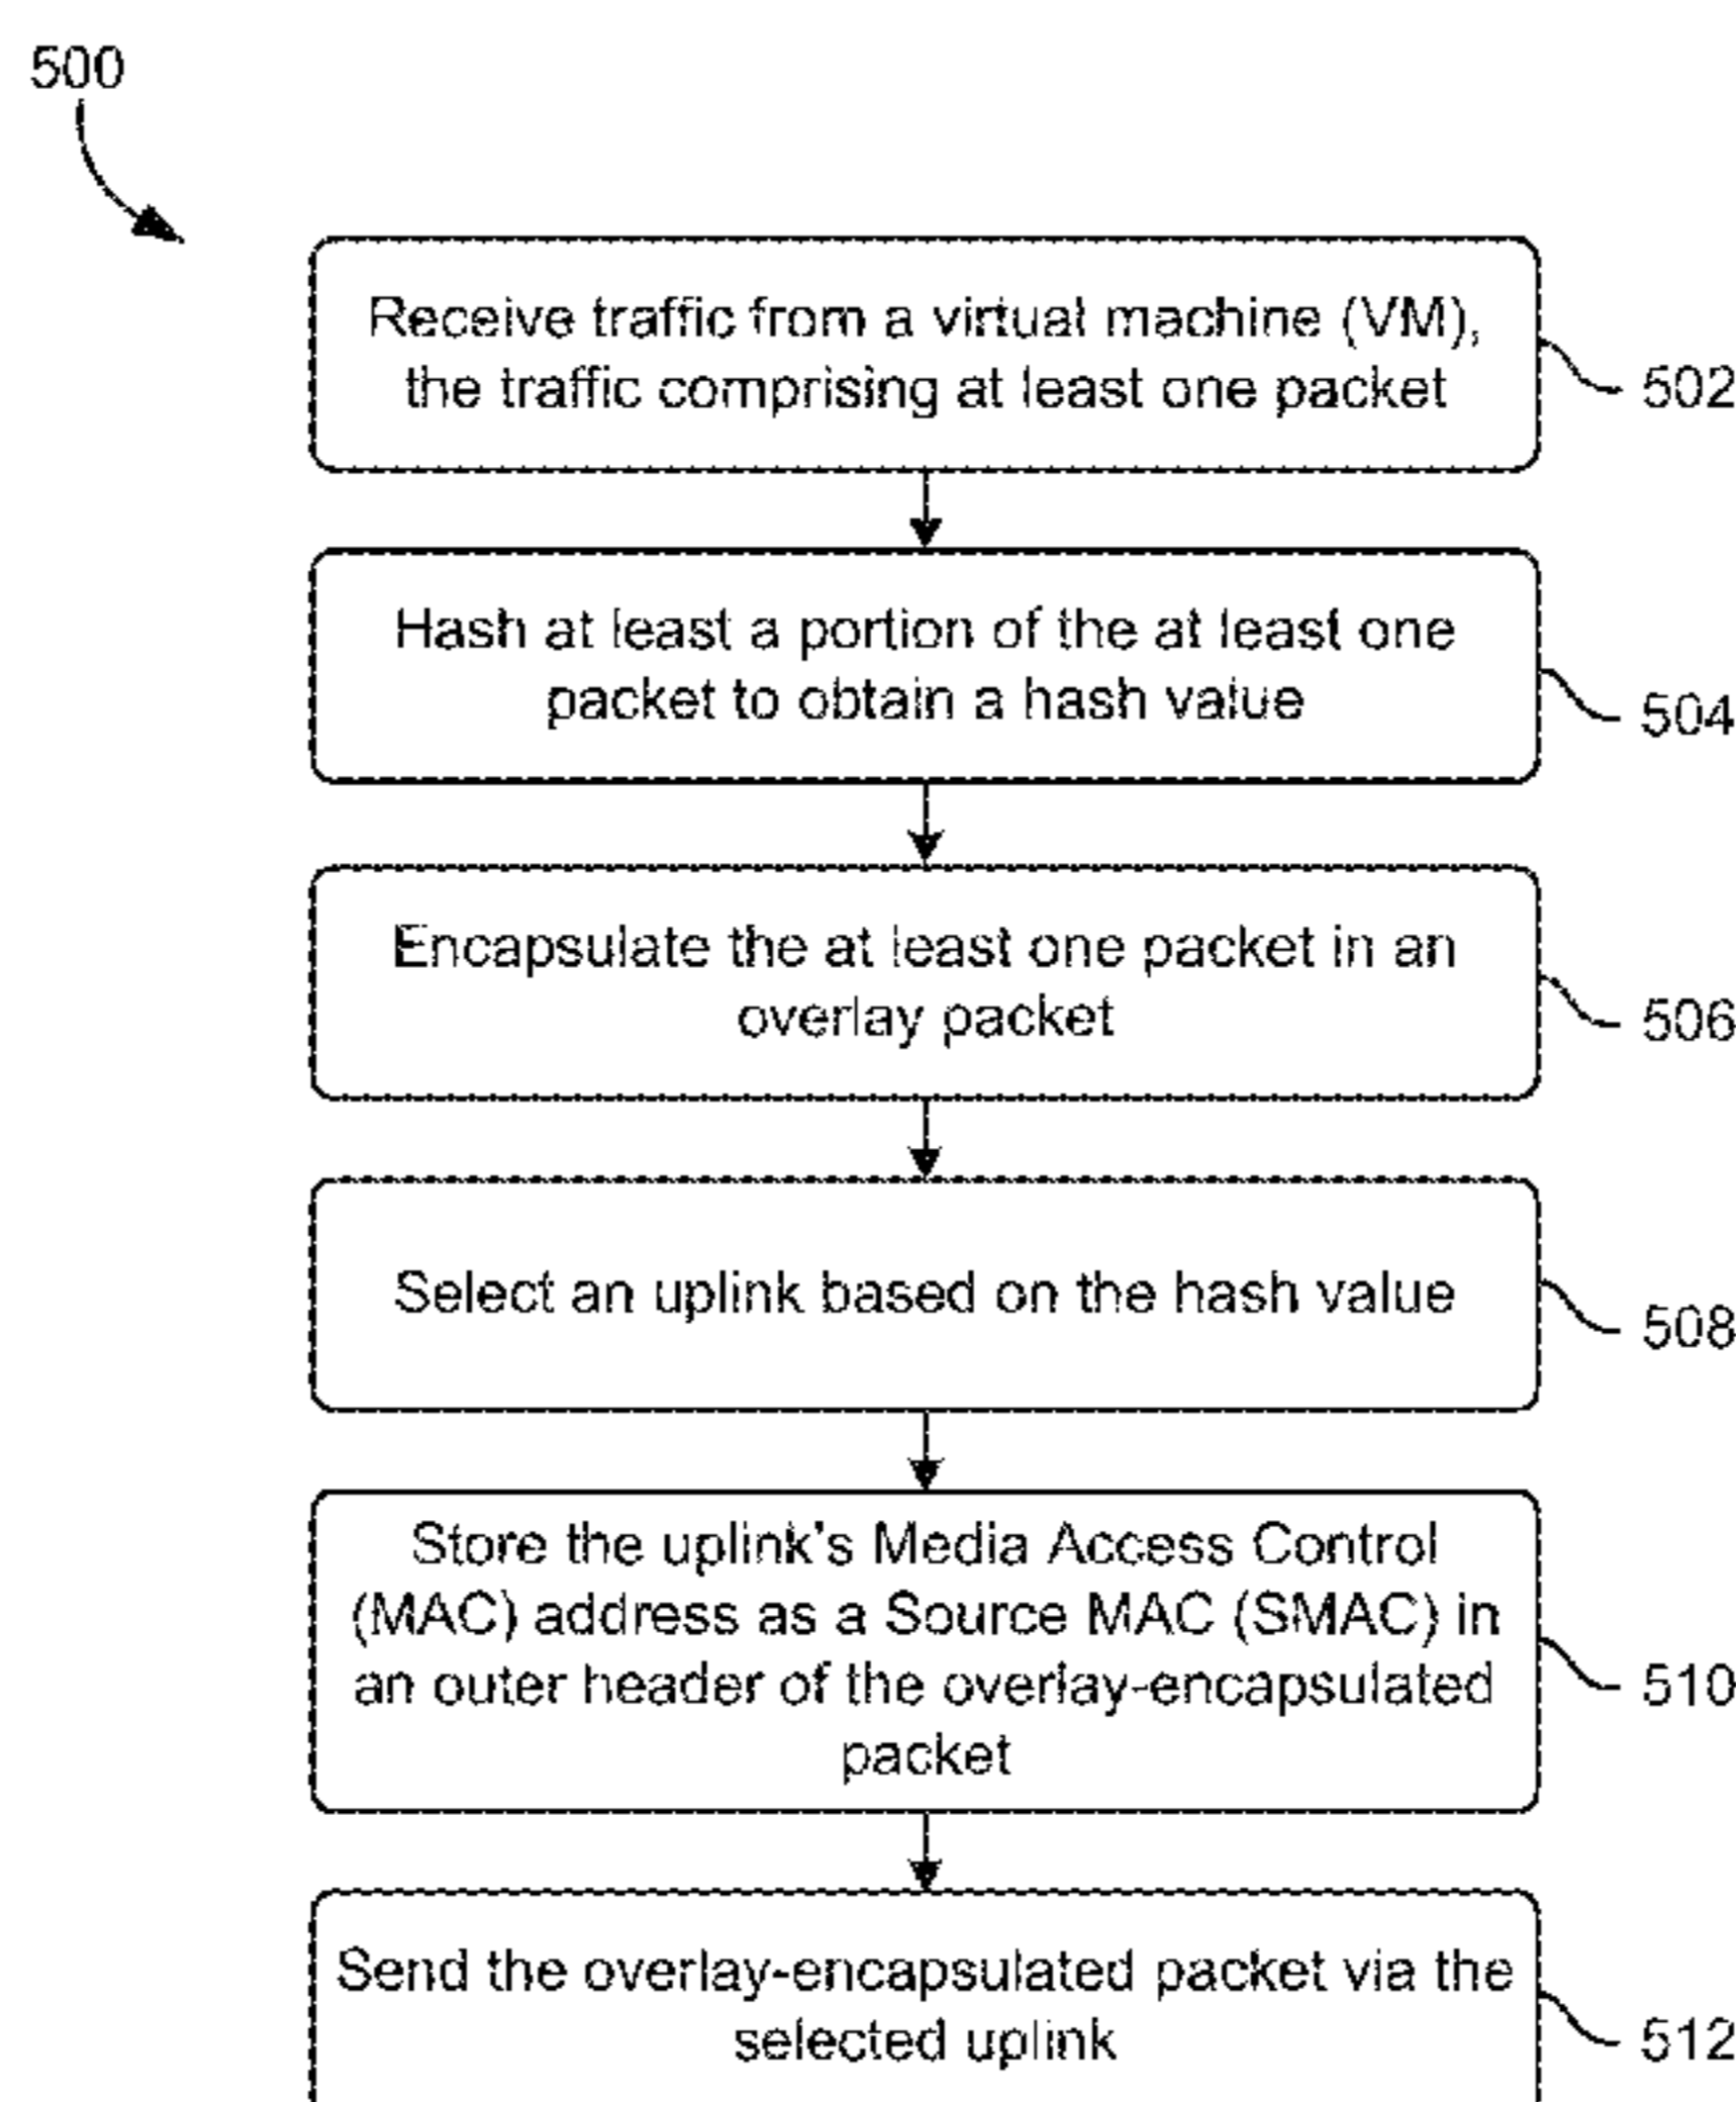 500
Receive traffic from a virtual machine (VM),
the traffic comprising at least one packet
502
Hash at least a portion of the at least one
packet to obtain a hash value
504
Encapsulate the at least one packet in an
overlay packet
506
Select an uplink based on the hash value
508
Store the uplink's Media Access Control
(MAC) address as a Source MAC (SMAC) in
an outer header of the overlay-encapsulated
packet
510
Send the overlay-encapsulated packet via the
selected uplink
512